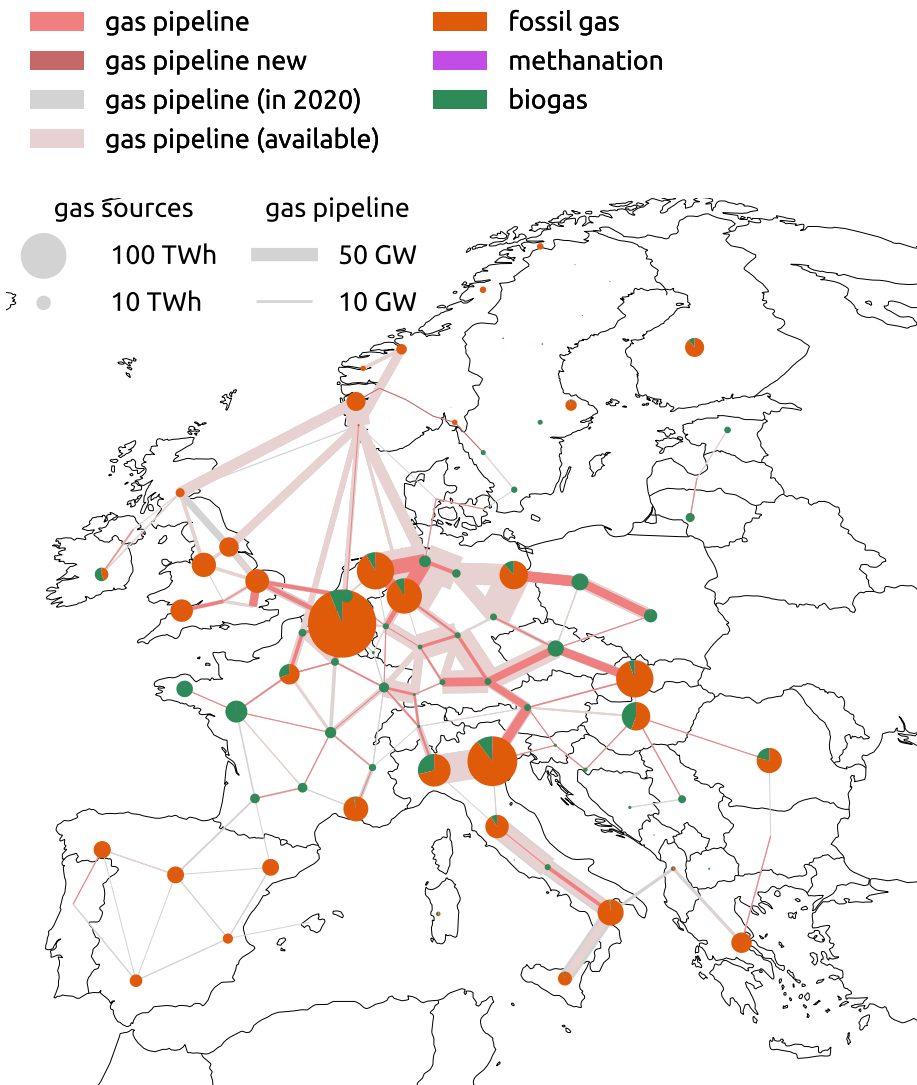 gas pipeline
gas pipeline new
gas pipeline (in 2020)
gas pipeline (available)
fossil gas
methanation
biogas
gas sources
100 TWh
10 TWh
gas pipeline
50 GW
10 GW